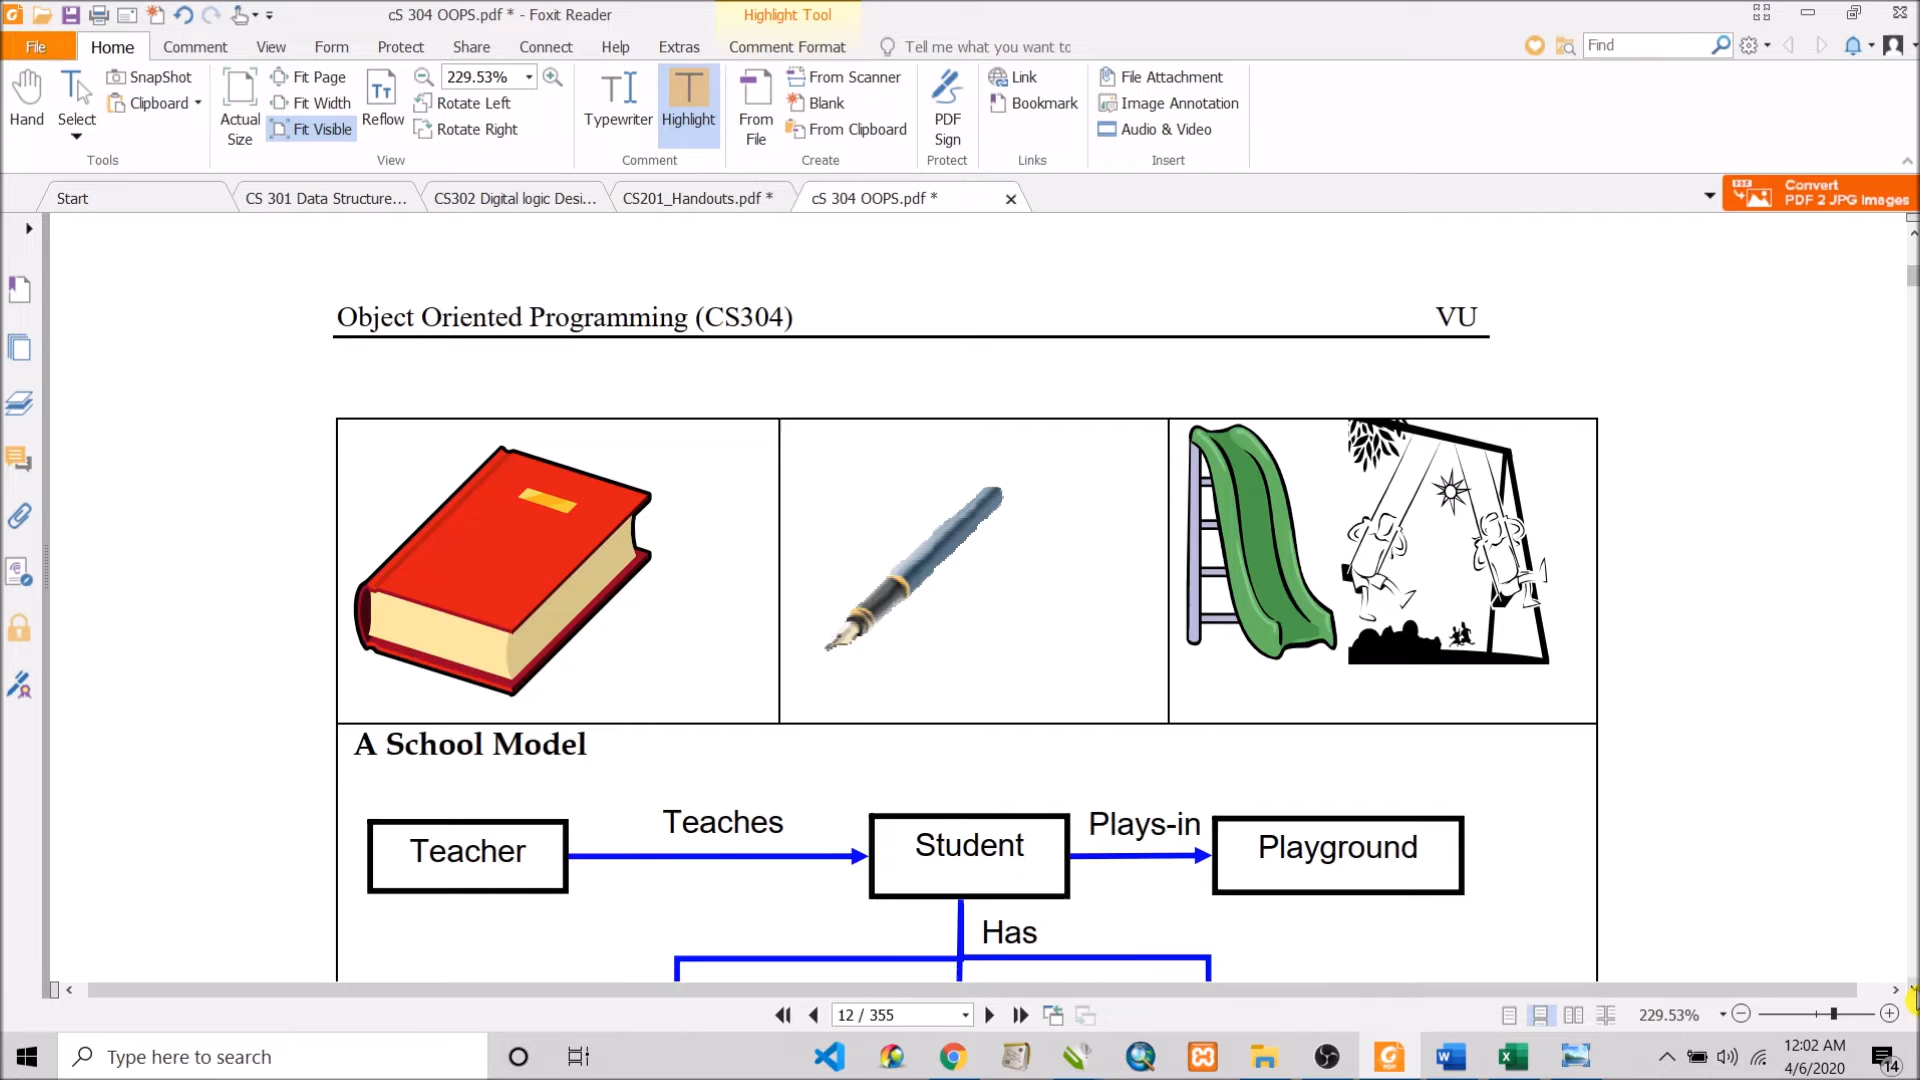 cS 304 OOPS.pdf * - Foxit Reader
Highlight Tool
File Home Comment View Form Protect Share Connect Help Extras Comment Format Tell me what you want to Find
Hand Select SnapShot Clipboard
Tools
Actual Size Fit Page Fit Width Fit Visible Reflow 229.53% Rotate Left Rotate Right
View
Typewriter Highlight
Comment
From File From Scanner Blank From Clipboard
Create
PDF Sign
Protect
Link Bookmark
Links
File Attachment Image Annotation Audio & Video
Insert
Start CS 301 Data Structure... CS302 Digital logic Desi... CS201_Handouts.pdf * cS 304 OOPS.pdf *
Convert
PDF 2 JPG Images
Object Oriented Programming (CS304) VU
A School Model
Teacher Teaches Student Plays-in Playground
Has
12 / 355 229.53%
Type here to search
12:02 AM
4/6/2020
14